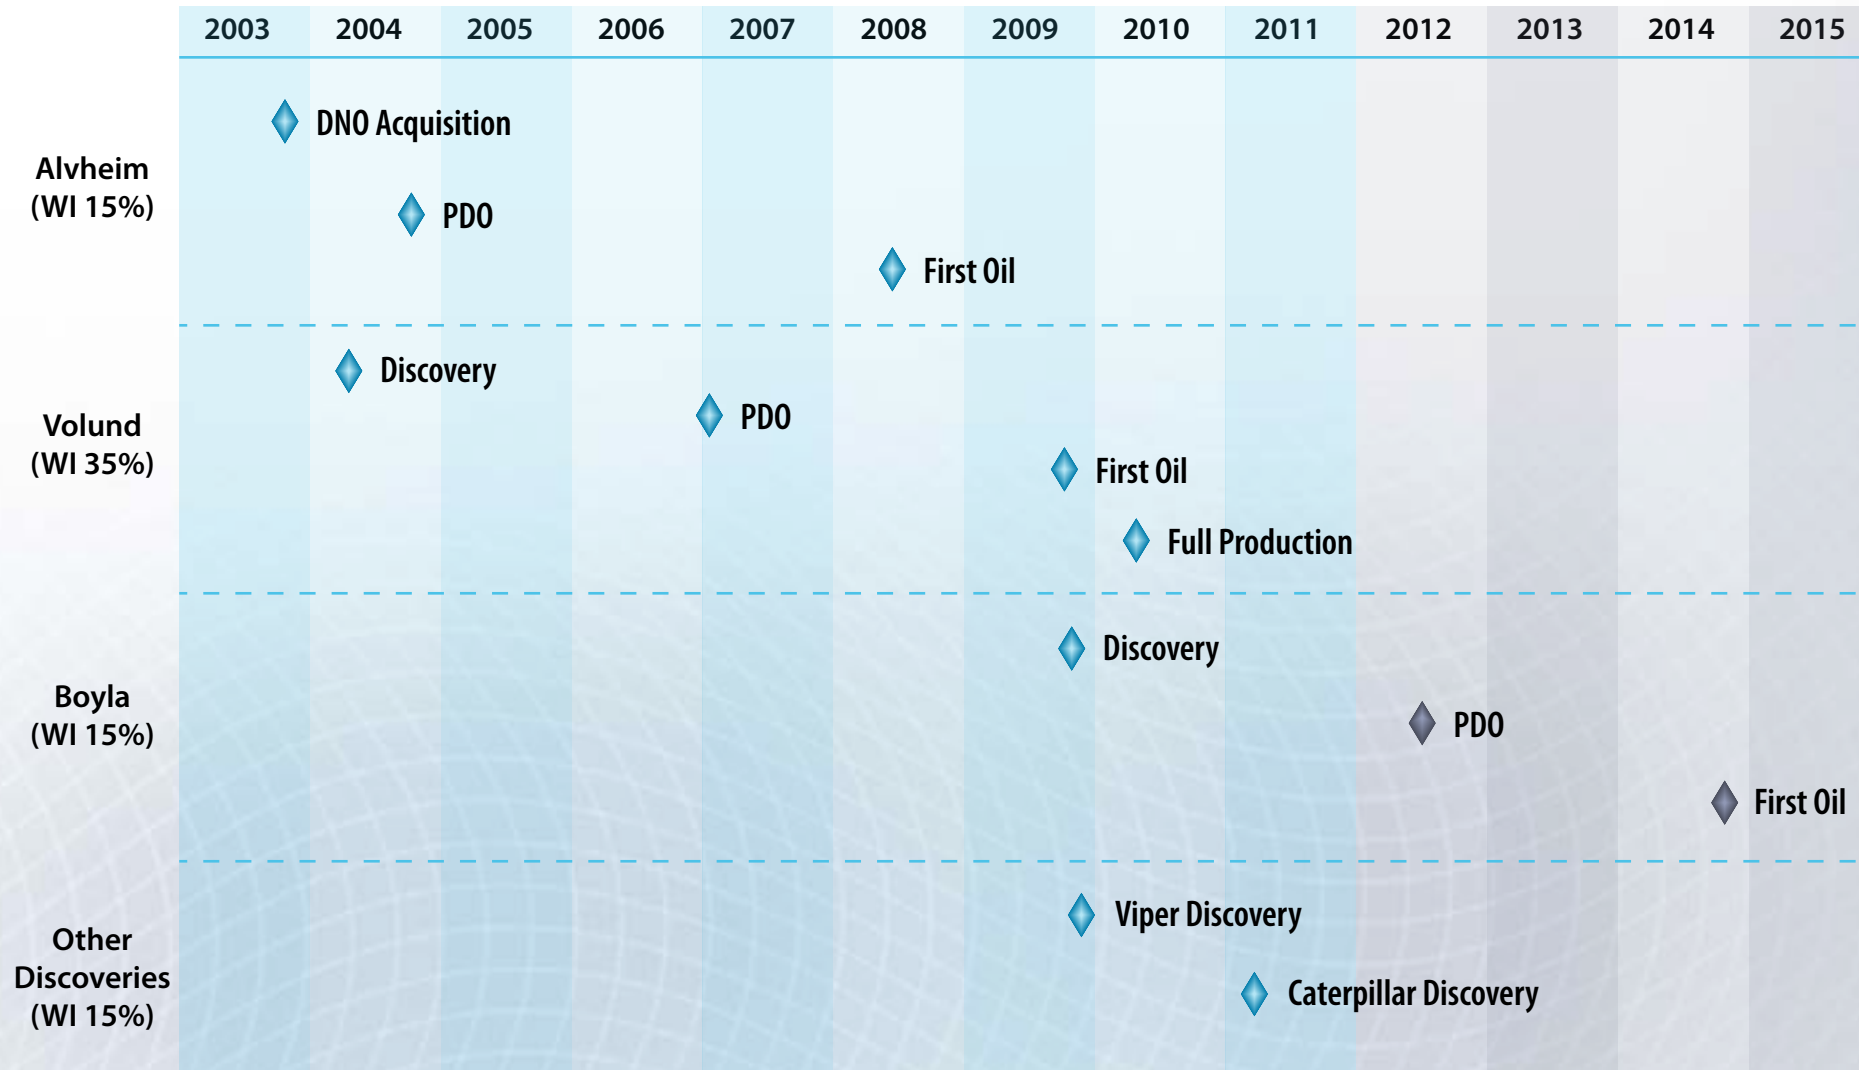 2003 2004 2005 2006 2007 2008 2009 2010 2011 2012 2013 2014 2015
Alvheim
(WI 15%)
DNO Acquisition
PDO
First Oil
Volund
(WI 35%)
Discovery
PDO
First Oil
Full Production
Boyla
(WI 15%)
Discovery
PDO
First Oil
Other
Discoveries
(WI 15%)
Viper Discovery
Caterpillar Discovery